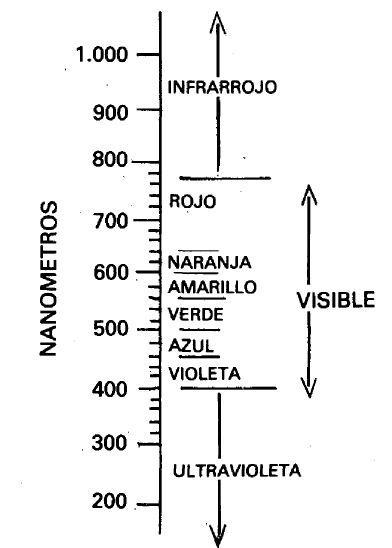 1.000
INFRARROJO
900
800
ROJO
700
NARANJA
600
AMARILLO
VISIBLE
VERDE
500
AZUL
VIOLETA
400
300
ULTRAVIOLETA
200
NANOMETROS